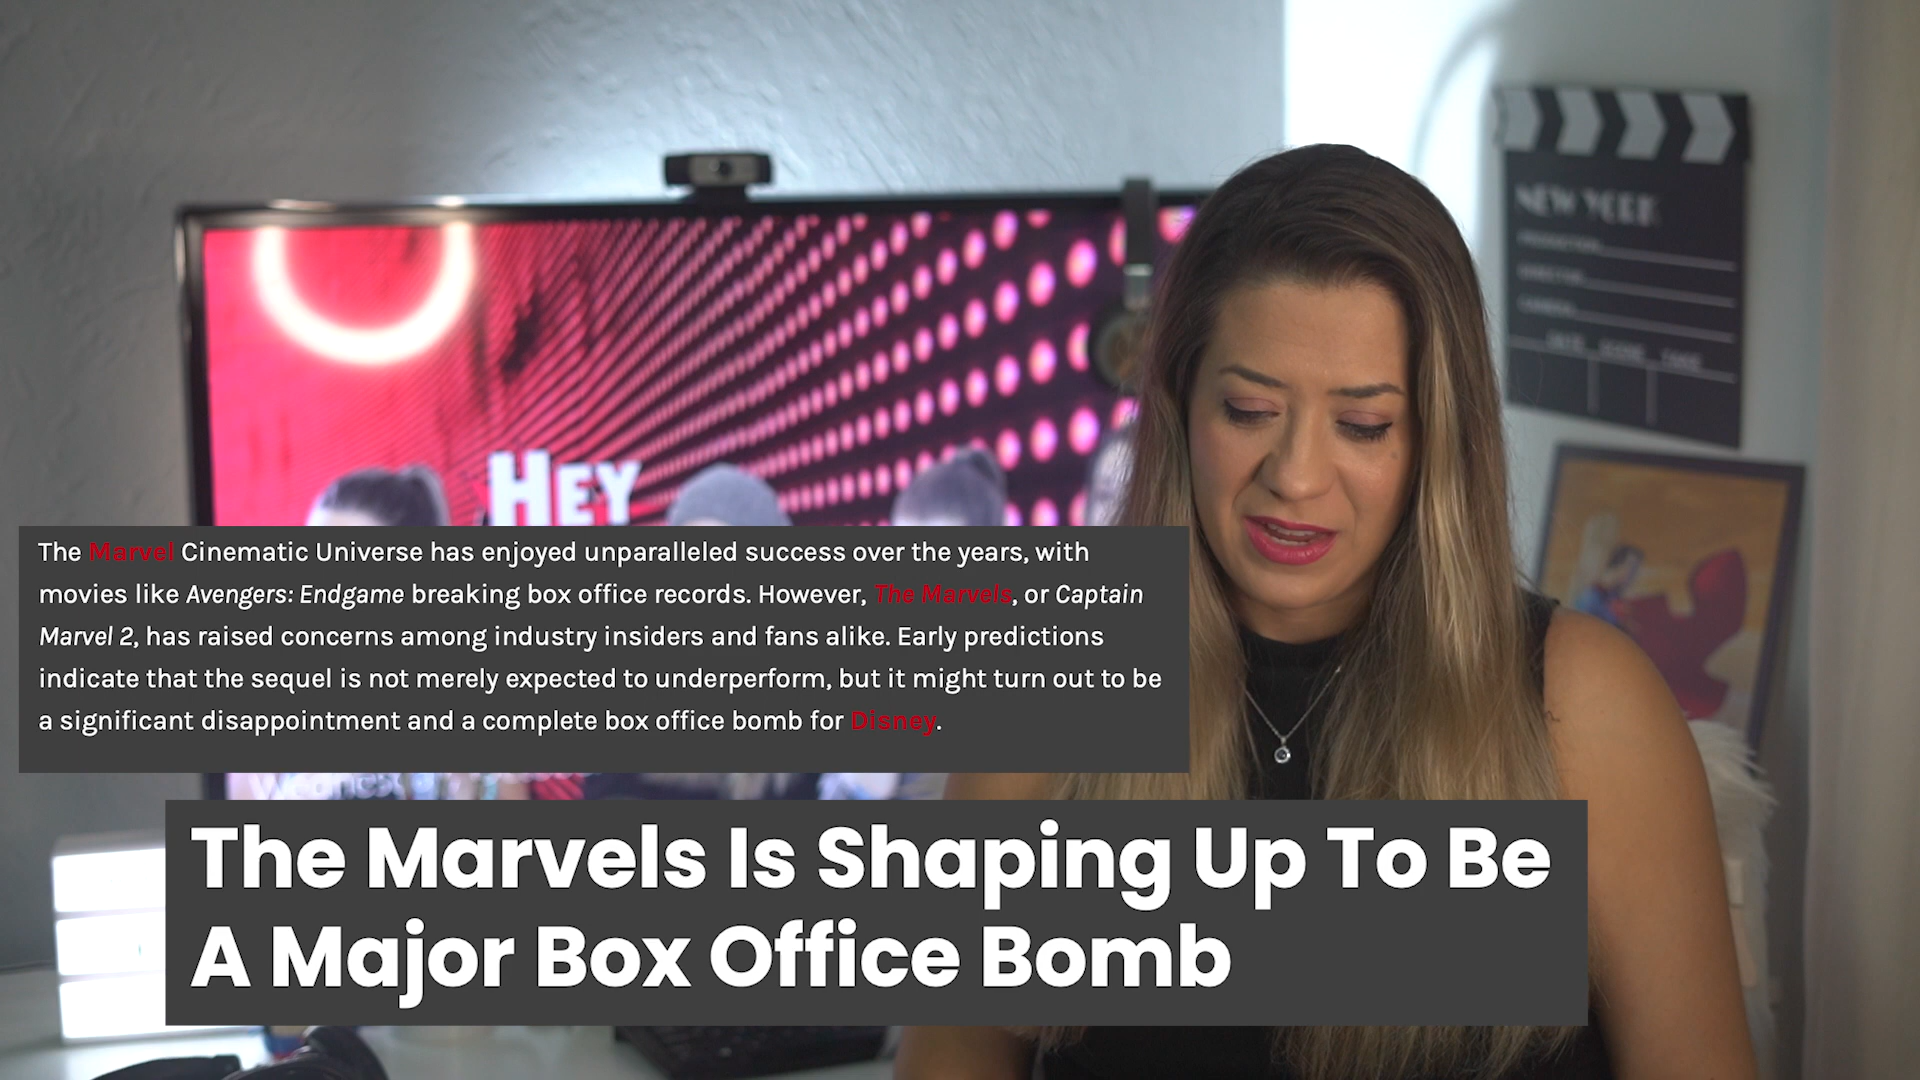 NEW YORK
HEY
The Marvel Cinematic Universe has enjoyed unparalleled success over the years, with
movies like Avengers: Endgame breaking box office records. However, The Marvels, or Captain
Marvel 2, has raised concerns among industry insiders and fans alike. Early predictions
indicate that the sequel is not merely expected to underperform, but it might turn out to be
a significant disappointment and a complete box office bomb for Disney.
The Marvels Is Shaping Up To Be
A Major Box Office Bomb